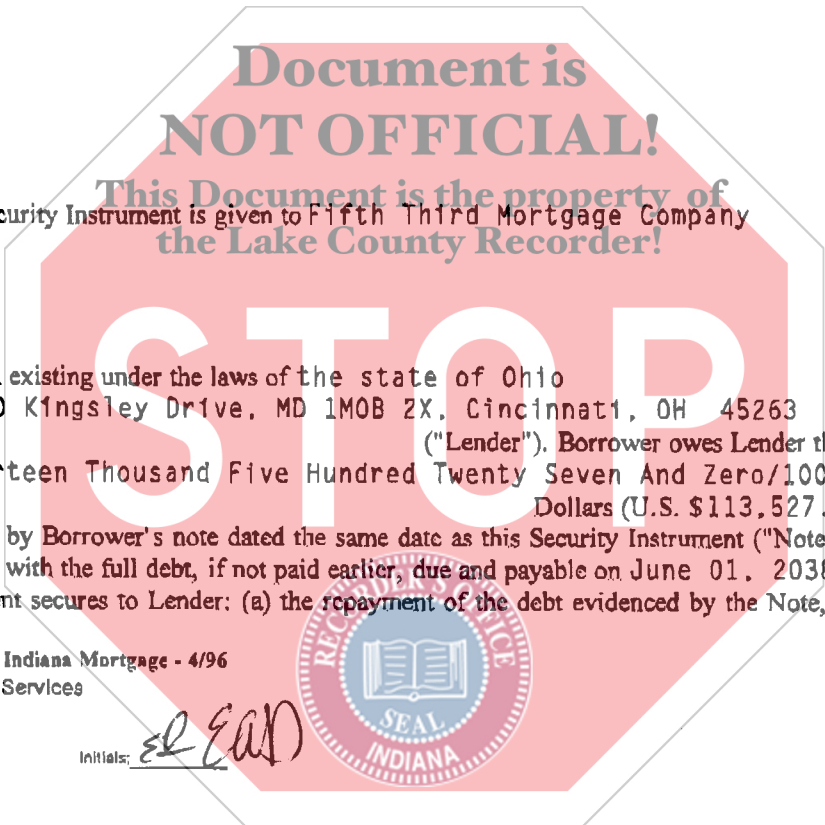 Document is
NOT OFFICIAL!
This Document is the property of
curity Instrument is given to Fifth Third Mortgage Company
the Lake County Recorder!
STOP
existing under the laws of the state of Ohio
Kingsley Drive, MD 1MOB 2X, Cincinnati, OH 45263
("Lender"). Borrower owes Lender th
teen Thousand Five Hundred Twenty Seven And Zero/100
Dollars (U.S. $113,527.
by Borrower's note dated the same date as this Security Instrument ("Note
with the full debt, if not paid earlier, due and payable on June 01, 2038
nt secures to Lender: (a) the repayment of the debt evidenced by the Note,
RECORDER'S OFFICE
Indiana Mortgage - 4/96
Services
SEAL
INDIANA
Initials: